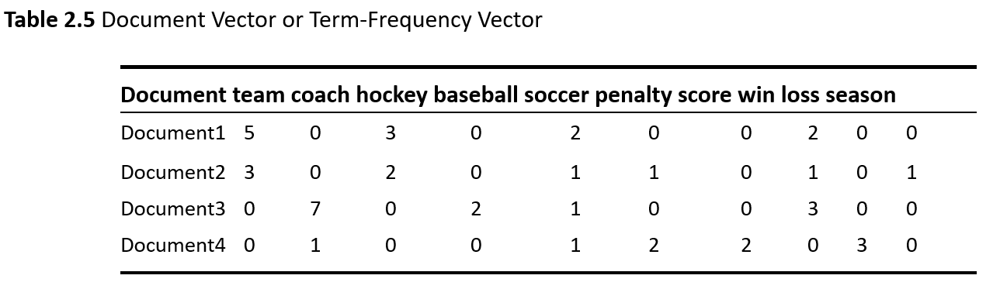 Table 2.5 Document Vector or Term-Frequency Vector
Document team coach hockey baseball soccer penalty score win loss season
Document1 5 0 3 0 2 0 0 2 0 0
Document2 3 0 2 0 1 1 0 1 0 1
Document3 0 7 0 2 1 0 0 3 0 0
Document4 0 1 0 0 1 2 2 0 3 0